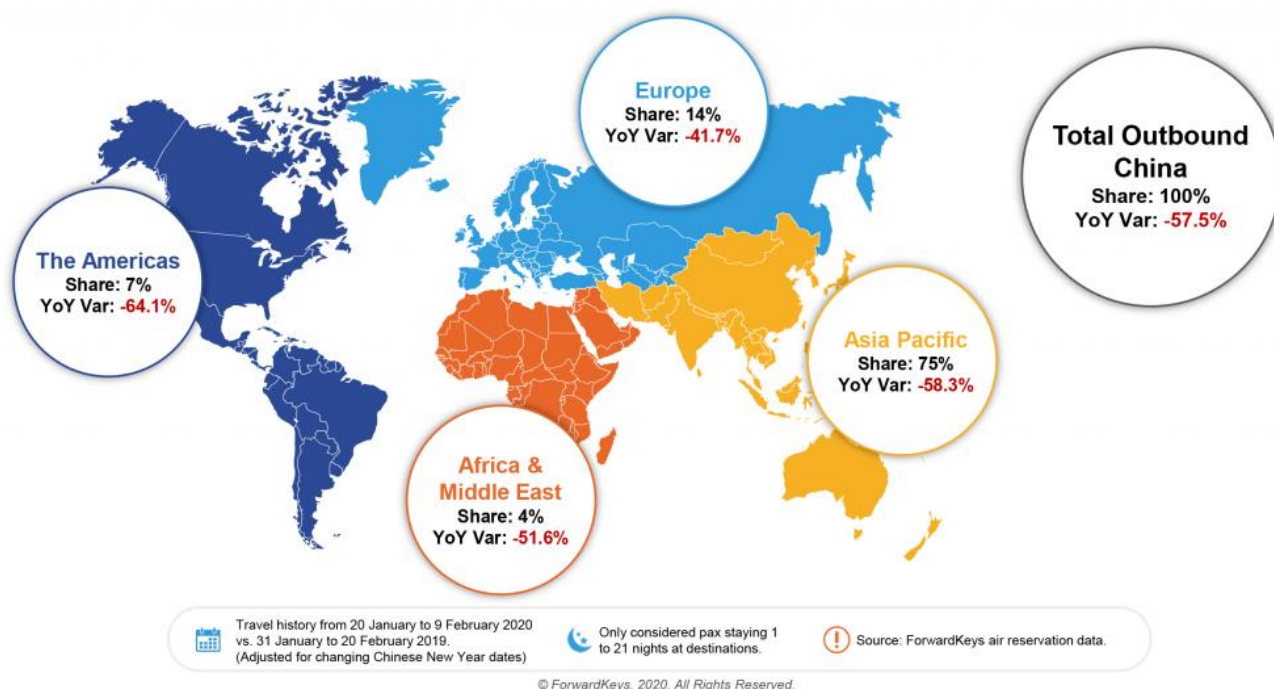 Europe
Share: 14%
YoY Var: -41.7%
Total Outbound
China
Share: 100%
YoY Var: -57.5%
The Americas
Share: 7%
YoY Var: -64.1%
Asia Pacific
Share: 75%
YoY Var: -58.3%
Africa &
Middle East
Share: 4%
YoY Var: -51.6%
Travel history from 20 January to 9 February 2020
vs. 31 January to 20 February 2019.
(Adjusted for changing Chinese New Year dates)
Only considered pax staying 1
to 21 nights at destinations.
Source: ForwardKeys air reservation data.
© ForwardKeys, 2020. All Rights Reserved.